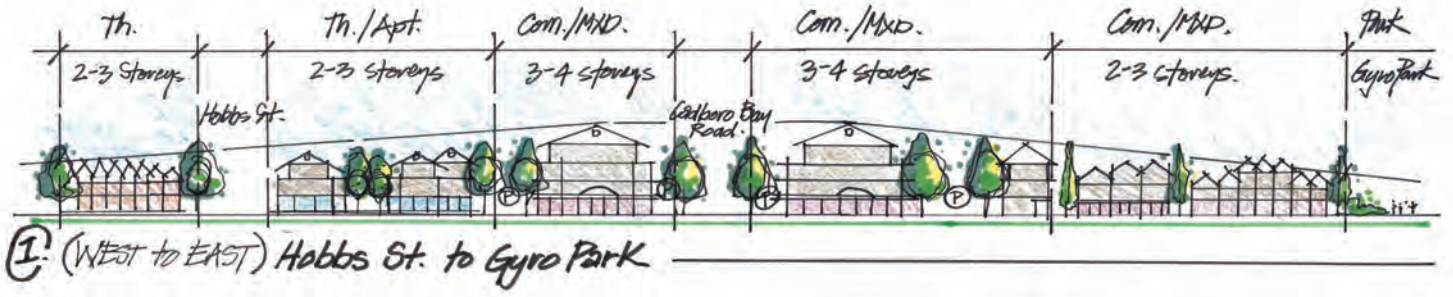 Th.
Th./Apt.
Com./MXD.
Com./MXD.
Com./MXD.
Park
2-3 Storeys
2-3 storeys
3-4 storeys
3-4 storeys
2-3 storeys.
Gyro Park
Hobbs St.
Cadboro Bay
Road.
P
P
P
P
1. (WEST to EAST) Hobbs St. to Gyro Park